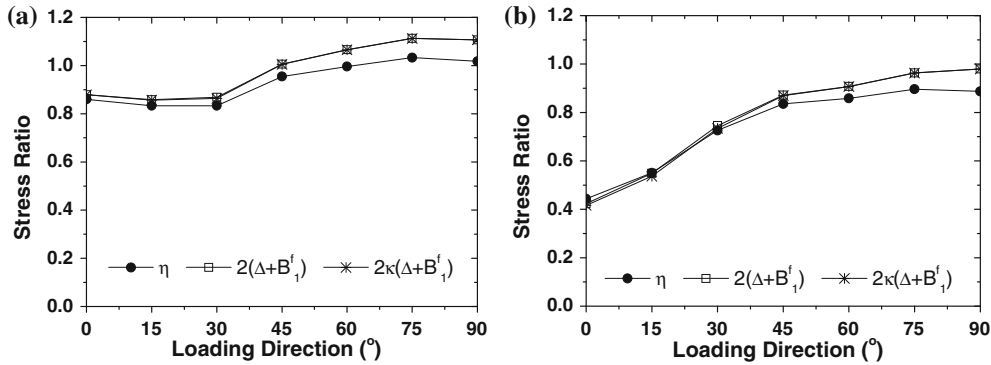 (a)
1.2
1.0
0.8
0.6
0.4
0.2
0.0
Stress Ratio
η 2(Δ+B^f_1) 2κ(Δ+B^f_1)
0 15 30 45 60 75 90
Loading Direction (°)
(b)
1.2
1.0
0.8
0.6
0.4
0.2
0.0
Stress Ratio
η 2(Δ+B^f_1) 2κ(Δ+B^f_1)
0 15 30 45 60 75 90
Loading Direction (°)